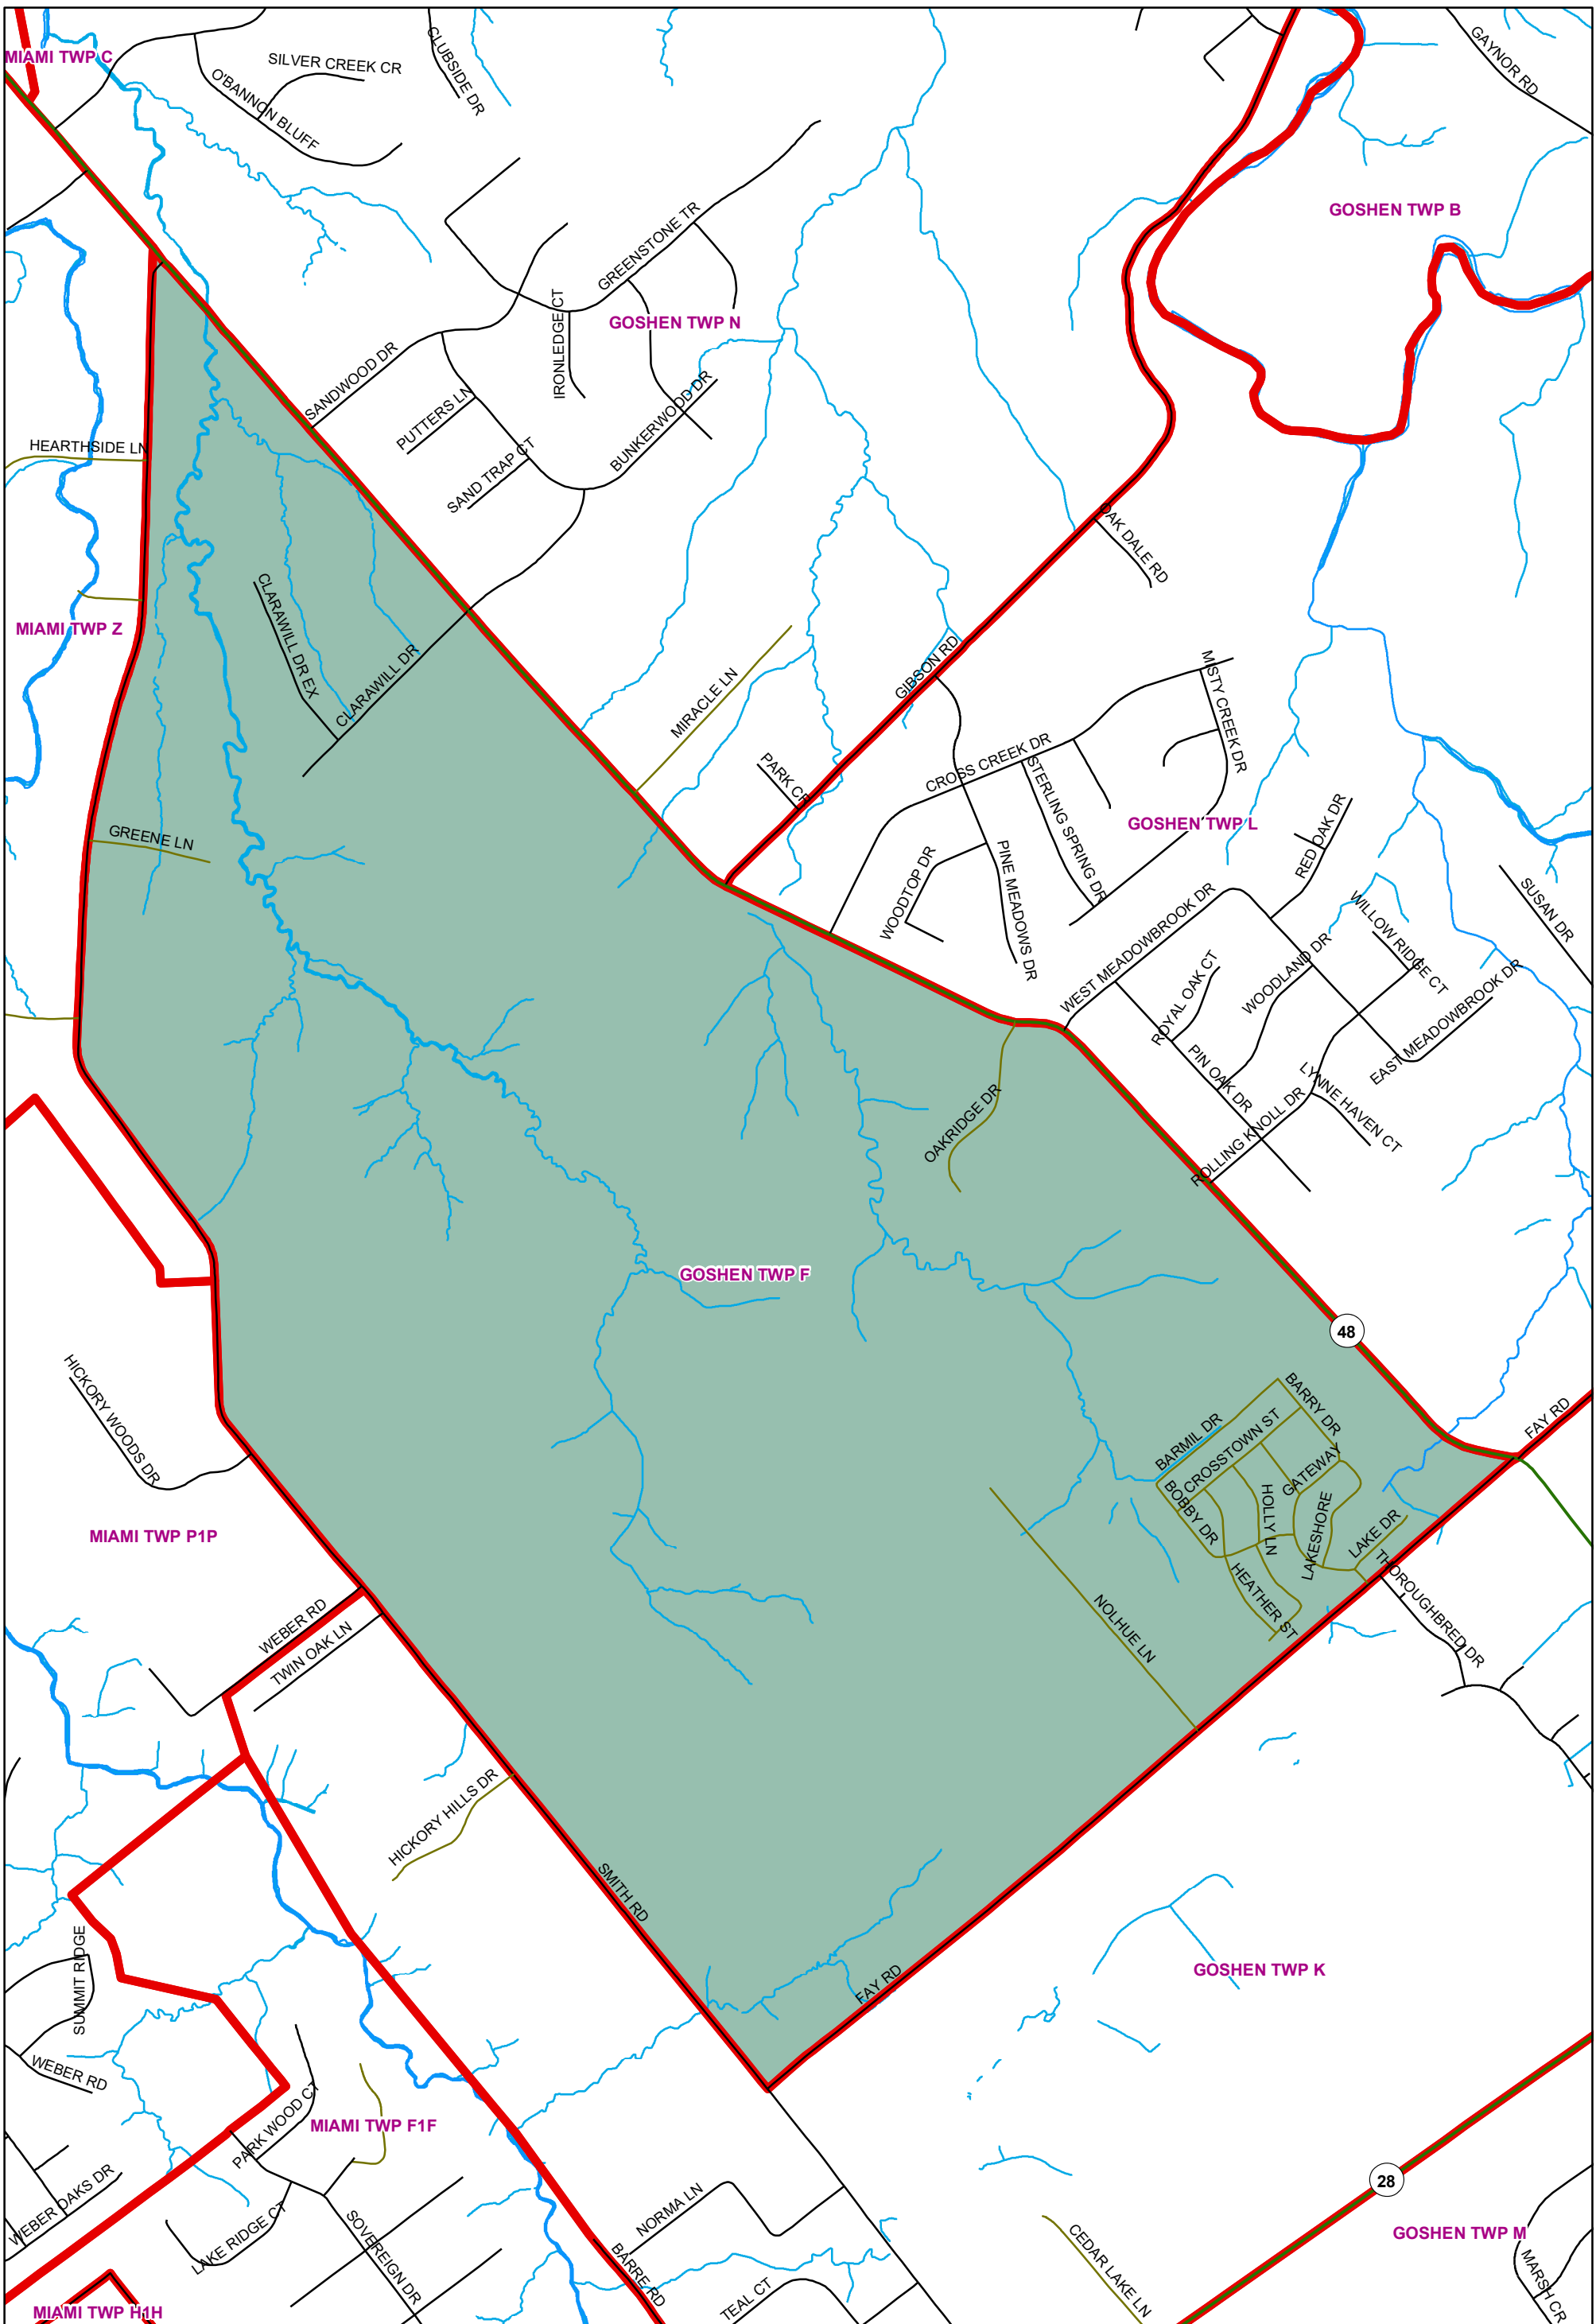 MIAMI TWP C
SILVER CREEK CR
O'BANNON BLUFF
CLUBSIDE DR
GAYNOR RD
GOSHEN TWP B
GREENSTONE TR
IRONLEDGE CT
GOSHEN TWP N
SANDWOOD DR
PUTTERS LN
SAND TRAP CT
BUNKERWOOD DR
HEARTHSIDE LN
OAK DALE RD
MIAMI TWP Z
CLARAWILL DR EX
CLARAWILL DR
MIRACLE LN
GIBSON RD
PARK CR
CROSS CREEK DR
MISTY CREEK DR
STERLING SPRING DR
GOSHEN TWP L
GREENE LN
WOODTOP DR
PINE MEADOWS DR
RED OAK DR
WEST MEADOWBROOK DR
WILLOW RIDGE CT
SUSAN DR
ROYAL OAK CT
WOODLAND DR
EAST MEADOWBROOK DR
PIN OAK DR
LYNNE HAVEN CT
ROLLING KNOLL DR
OAKRIDGE DR
GOSHEN TWP F
48
HICKORY WOODS DR
BARRY DR
BARMIL DR
CROSSTOWN ST
GATEWAY
BOBBY DR
HOLLY LN
LAKESHORE
LAKE DR
HEATHER ST
FAY RD
THOROUGHBRED DR
NOLHUE LN
MIAMI TWP P1P
WEBER RD
TWIN OAK LN
HICKORY HILLS DR
SMITH RD
FAY RD
SUMMIT RIDGE
GOSHEN TWP K
WEBER RD
PARK WOOD CT
MIAMI TWP F1F
WEBER OAKS DR
LAKE RIDGE CT
SOVEREIGN DR
NORMA LN
BARRE RD
TEAL CT
CEDAR LAKE LN
28
GOSHEN TWP M
MARSH CR
MIAMI TWP H1H